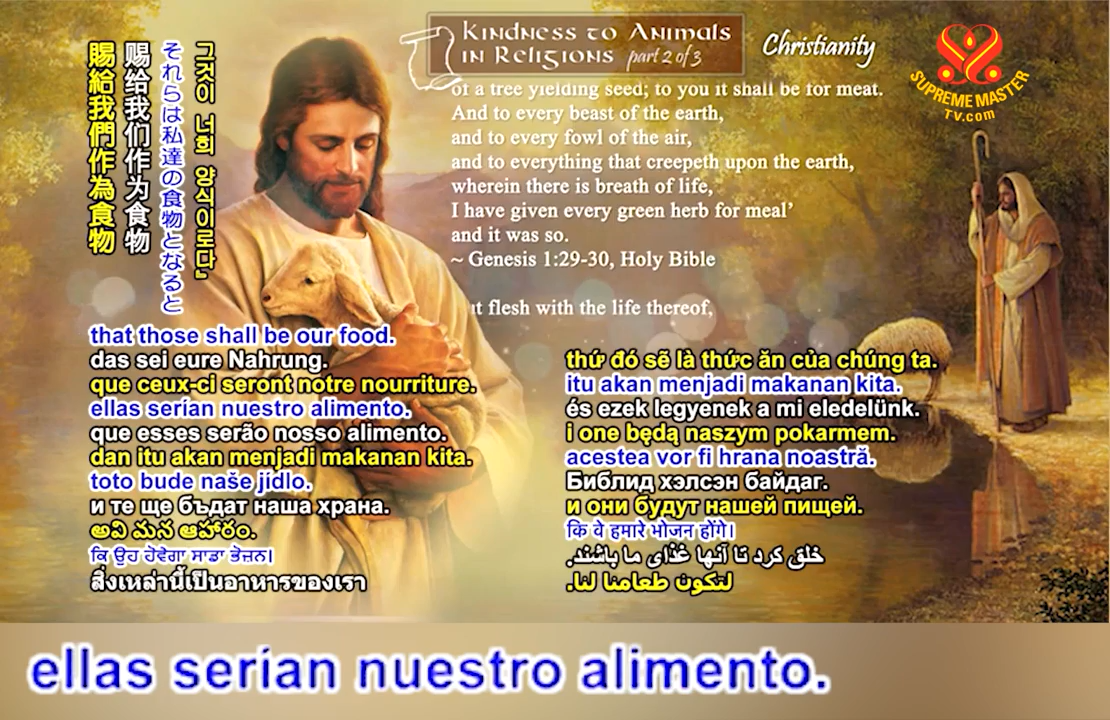 Kindness to Animals
in Religions part 2 of 3
Christianity
SUPREME MASTER
TV.com
of a tree yielding seed; to you it shall be for meat.
And to every beast of the earth,
and to every fowl of the air,
and to everything that creepeth upon the earth,
wherein there is breath of life,
I have given every green herb for meal’
and it was so.
~ Genesis 1:29-30, Holy Bible
flesh with the life thereof,
그것이 너희 양식이로다』
それらは私達の食物となると
赐给我们作为食物
賜給我們作為食物
that those shall be our food.
das sei eure Nahrung.
que ceux-ci seront notre nourriture.
ellas serían nuestro alimento.
que esses serão nosso alimento.
dan itu akan menjadi makanan kita.
toto bude naše jídlo.
и те ще бъдат наша храна.
అవి మన ఆహారం.
ਕਿ ਉਹ ਹੋਵੇਗਾ ਸਾਡਾ ਭੋਜਨ।
สิ่งเหล่านี้เป็นอาหารของเรา
thứ đó sẽ là thức ăn của chúng ta.
itu akan menjadi makanan kita.
és ezek legyenek a mi eledelünk.
i one będą naszym pokarmem.
acestea vor fi hrana noastră.
Библид хэлсэн байдаг.
и они будут нашей пищей.
कि वे हमारे भोजन होंगे।
خلق کرد تا آنها غذای ما باشند.
لتكون طعامنا لنا.
ellas serían nuestro alimento.